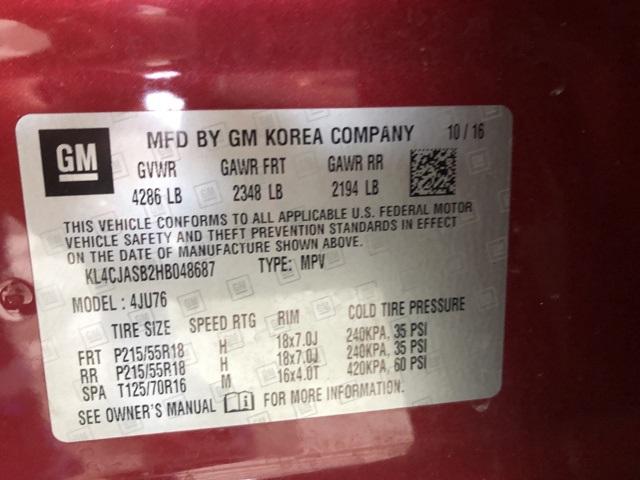 GM
MFD BY GM KOREA COMPANY 10 / 16
GVWR GAWR FRT GAWR RR
4286 LB 2348 LB 2194 LB
THIS VEHICLE CONFORMS TO ALL APPLICABLE U.S. FEDERAL MOTOR
VEHICLE SAFETY AND THEFT PREVENTION STANDARDS IN EFFECT
ON THE DATE OF MANUFACTURE SHOWN ABOVE.
KL4CJASB2HB048687 TYPE: MPV
MODEL : 4JU76
TIRE SIZE SPEED RTG RIM COLD TIRE PRESSURE
FRT P215/55R18 H 18x7.0J 240KPA, 35 PSI
RR P215/55R18 H 18x7.0J 240KPA, 35 PSI
SPA T125/70R16 M 16x4.0T 420KPA, 60 PSI
SEE OWNER'S MANUAL FOR MORE INFORMATION.